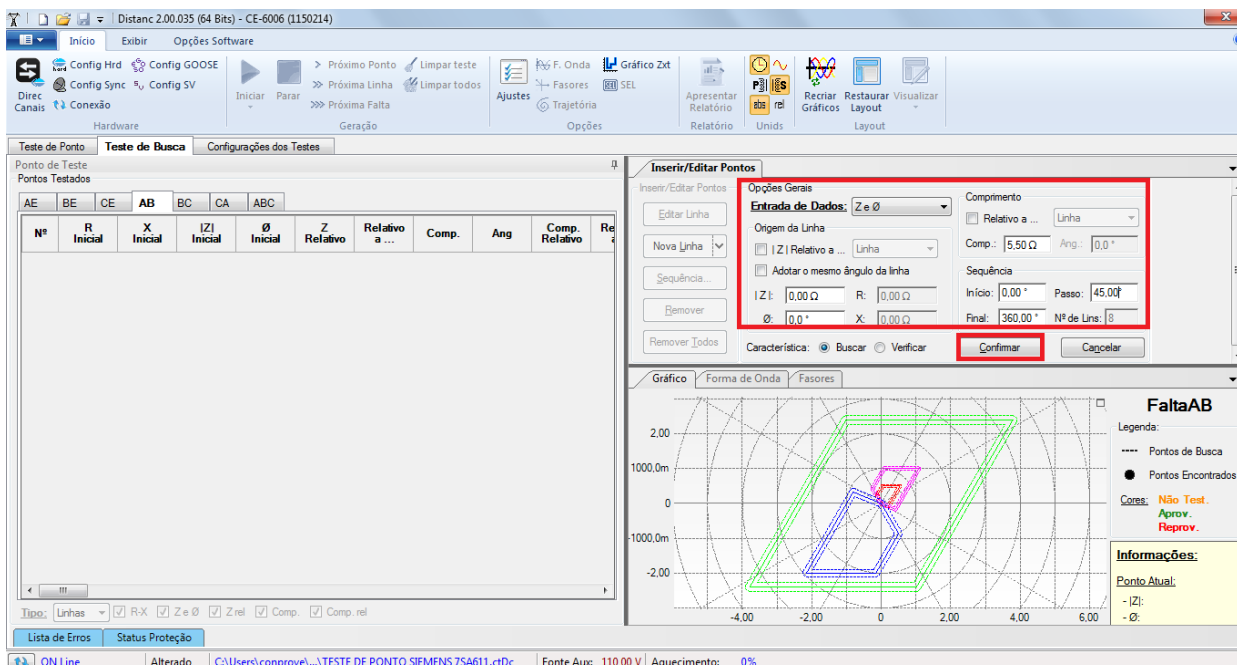 Distanc 2.00.035 (64 Bits) - CE-6006 (1150214)
Início Exibir Opções Software
Direc Canais
Config Hrd
Config Sync
Conexão
Config GOOSE
Config SV
Hardware
Iniciar
Parar
Próximo Ponto
Próxima Linha
Próxima Falta
Limpar teste
Limpar todos
Geração
Ajustes
F. Onda
Fasores
Trajetória
Gráfico Zxt
SEL
Opções
Apresentar Relatório
Relatório
abs rel
Unids
Recriar Gráficos
Restaurar Layout
Visualizar
Layout
Teste de Ponto Teste de Busca Configurações dos Testes
Ponto de Teste
Pontos Testados
AE BE CE AB BC CA ABC
Nº R Inicial X Inicial |Z| Inicial Ø Inicial Z Relativo Relativo a ... Comp. Ang Comp. Relativo
Tipo: Linhas R-X Z e Ø Z rel Comp. Comp. rel
Lista de Erros Status Proteção
Inserir/Editar Pontos
Inserir/Editar Pontos
Editar Linha
Nova Linha
Sequência...
Remover
Remover Todos
Opções Gerais
Entrada de Dados: Z e Ø
Origem da Linha
| Z | Relativo a ... Linha
Adotar o mesmo ângulo da linha
| Z |: 0,00 Ω R: 0,00 Ω
Ø: 0,0 ° X: 0,00 Ω
Comprimento
Relativo a ... Linha
Comp.: 5,50 Ω Ang.: 0,0 °
Sequência
Início: 0,00 ° Passo: 45,00°
Final: 360,00 ° Nº de Lins: 8
Característica: Buscar Verificar Confirmar Cancelar
Gráfico Forma de Onda Fasores
2,00
1000,0m
0
-1000,0m
-2,00
-4,00 -2,00 0 2,00 4,00 6,00
FaltaAB
Legenda:
Pontos de Busca
Pontos Encontrados
Cores: Não Test.
Aprov.
Reprov.
Informações:
Ponto Atual:
- |Z|:
- Ø:
ON Line Alterado C:\Users\conprove\...\TESTE DE PONTO SIEMENS 7SA611.ctDc Fonte Aux: 110,00 V Aquecimento: 0%